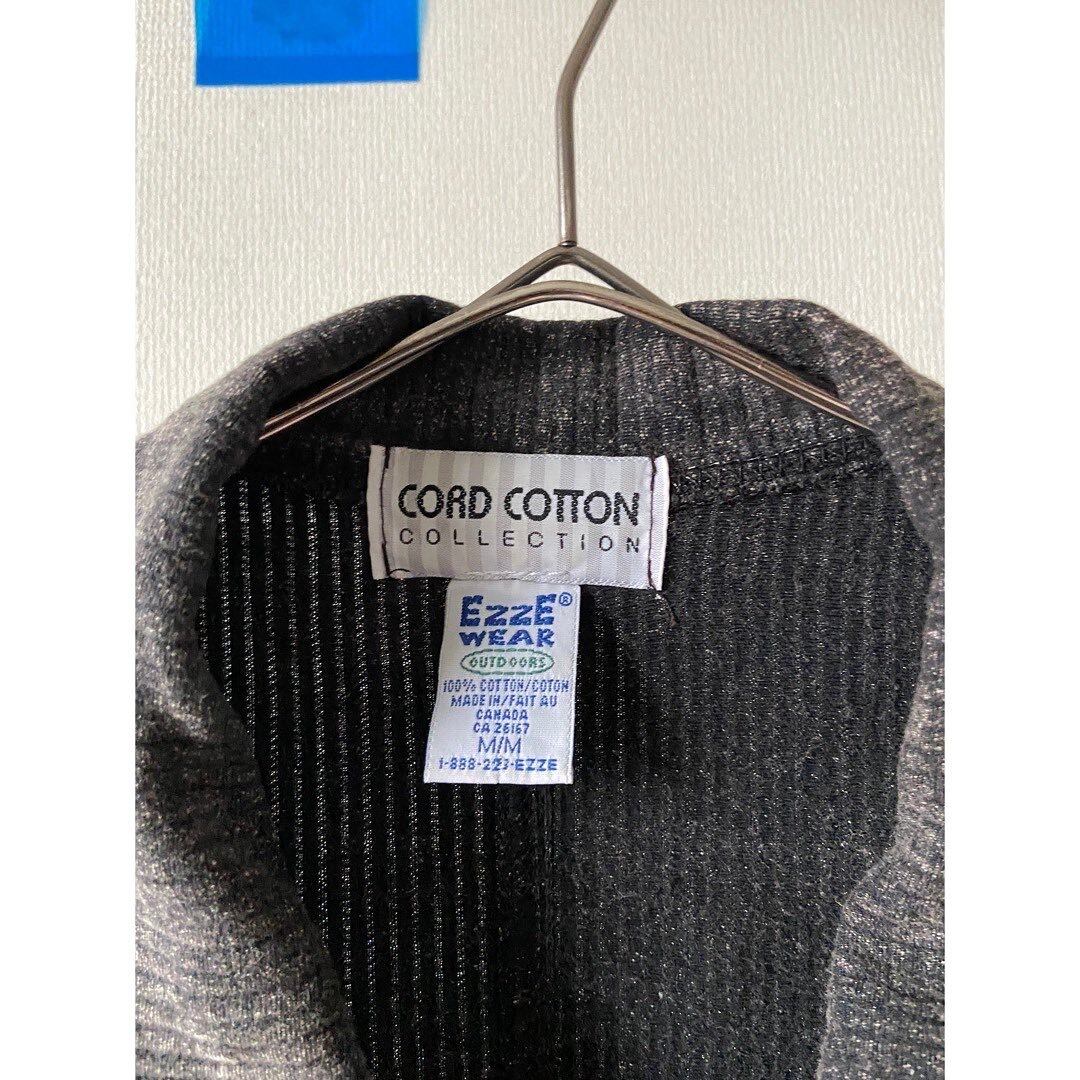 CORD COTTON
COLLECTION
EZZE®
WEAR
OUTDOORS
100% COTTON/COTON
MADE IN/FAIT AU
CANADA
CA 26167
M/M
1-888-223-EZZE